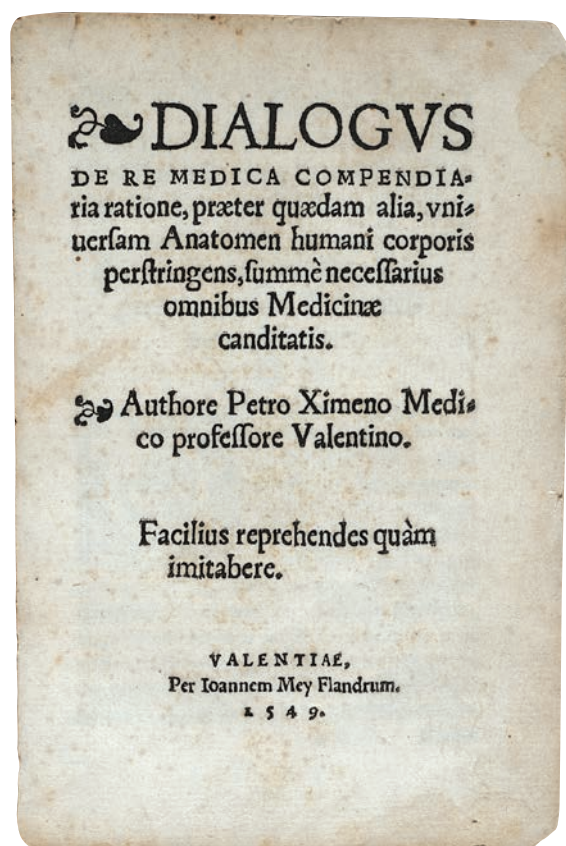 DIALOGVS
DE RE MEDICA COMPENDIA-
ria ratione, præter quædam alia, vni-
uerſam Anatomen humani corporis
perſtringens, ſummè neceſſarius
omnibus Medicinæ
canditatis.
Authore Petro Ximeno Medi-
co profeſſore Valentino.
Facilius reprehendes quàm
imitabere.
VALENTIAE,
Per Ioannem Mey Flandrum.
1549.